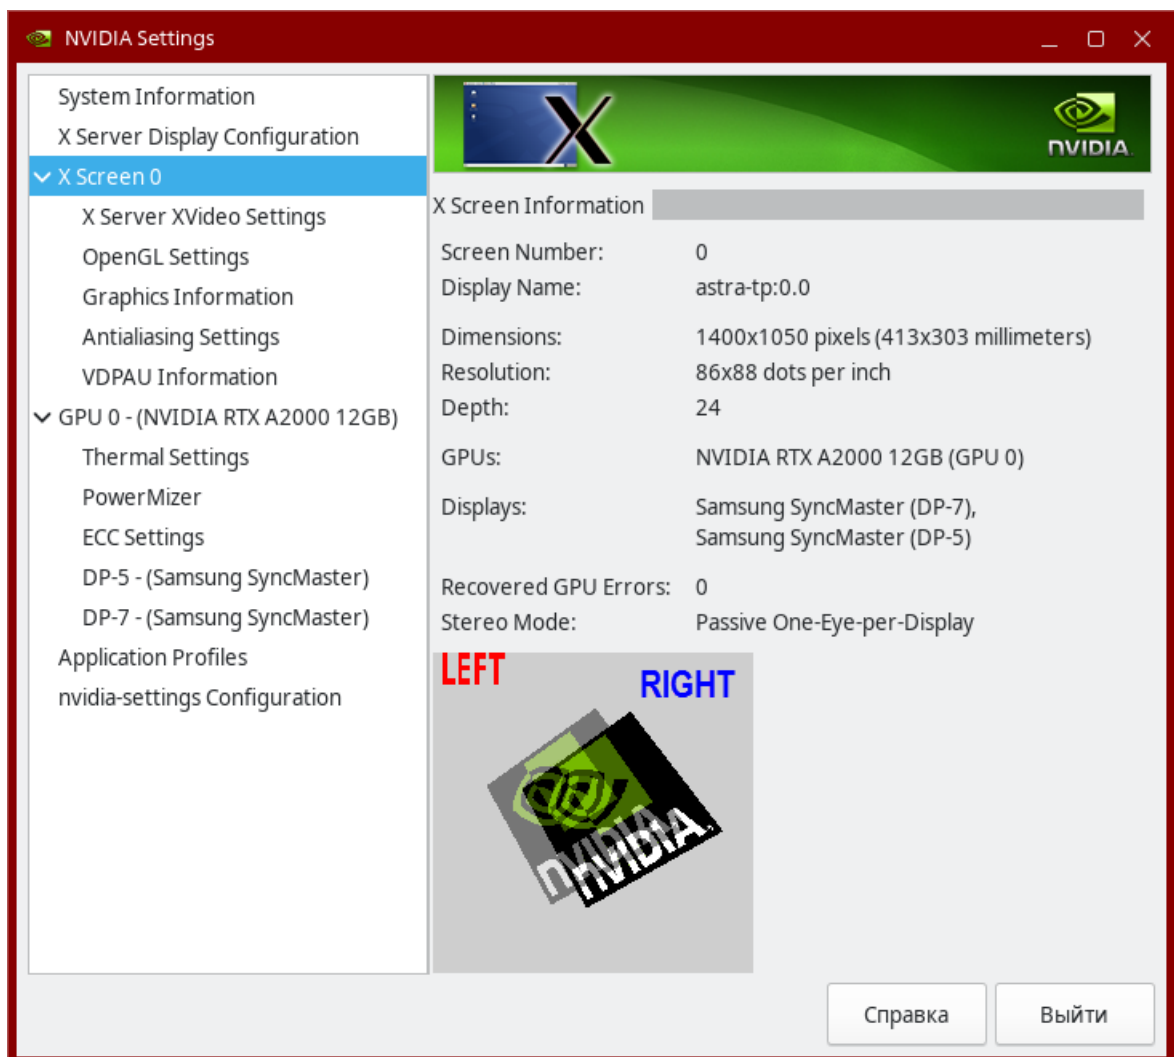 NVIDIA Settings
System Information
X Server Display Configuration
X Screen 0
X Server XVideo Settings
OpenGL Settings
Graphics Information
Antialiasing Settings
VDPAU Information
GPU 0 - (NVIDIA RTX A2000 12GB)
Thermal Settings
PowerMizer
ECC Settings
DP-5 - (Samsung SyncMaster)
DP-7 - (Samsung SyncMaster)
Application Profiles
nvidia-settings Configuration
X
NVIDIA.
X Screen Information
Screen Number: 0
Display Name: astra-tp:0.0
Dimensions: 1400x1050 pixels (413x303 millimeters)
Resolution: 86x88 dots per inch
Depth: 24
GPUs: NVIDIA RTX A2000 12GB (GPU 0)
Displays: Samsung SyncMaster (DP-7),
Samsung SyncMaster (DP-5)
Recovered GPU Errors: 0
Stereo Mode: Passive One-Eye-per-Display
LEFT
RIGHT
NVIDIA.
NVIDIA.
Справка
Выйти